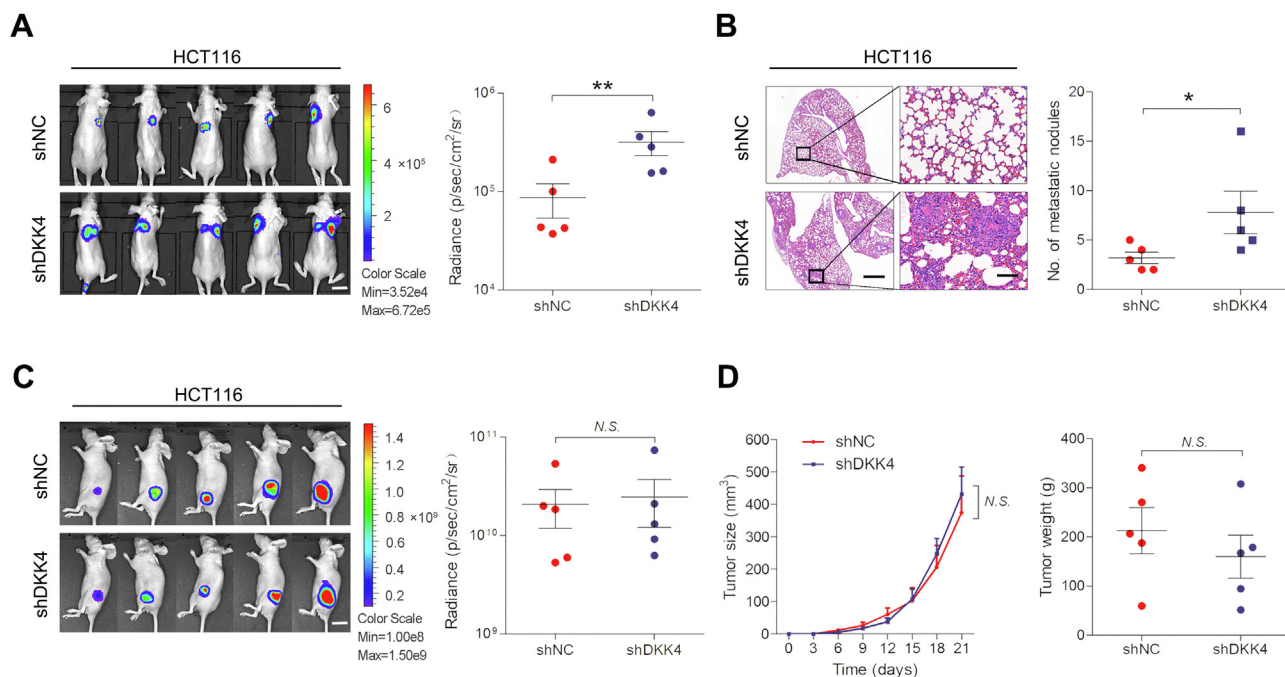 A
HCT116
shNC
shDKK4
6
4
×10⁵
2
Color Scale
Min=3.52e4
Max=6.72e5
Radiance (p/sec/cm²/sr)
10⁶
10⁵
10⁴
**
shNC
shDKK4
B
HCT116
shNC
shDKK4
No. of metastatic nodules
20
15
10
5
0
*
shNC
shDKK4
C
HCT116
shNC
shDKK4
1.4
1.2
1.0
×10⁹
0.8
0.6
0.4
0.2
Color Scale
Min=1.00e8
Max=1.50e9
Radiance (p/sec/cm²/sr)
10¹¹
10¹⁰
10⁹
N.S.
shNC
shDKK4
D
Tumor size (mm³)
600
500
400
300
200
100
0
shNC
shDKK4
N.S.
0 3 6 9 12 15 18 21
Time (days)
Tumor weight (g)
400
300
200
100
0
N.S.
shNC
shDKK4